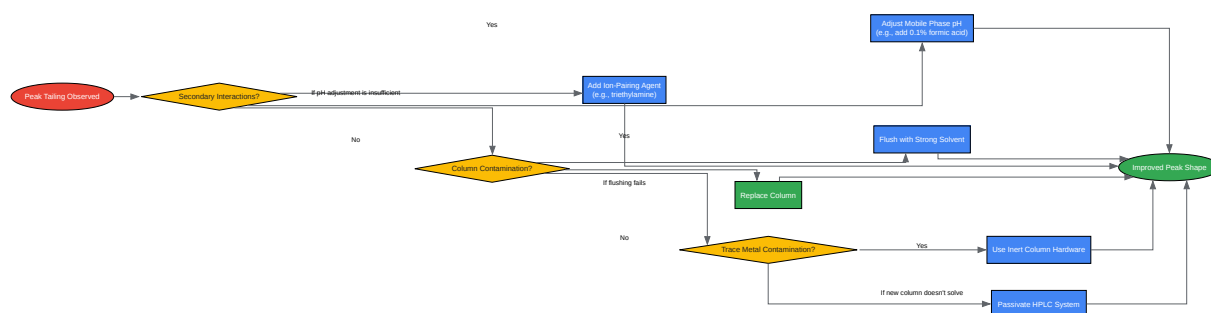 Yes
Adjust Mobile Phase pH
(e.g., add 0.1% formic acid)
Peak Tailing Observed
Secondary Interactions?
If pH adjustment is insufficient
Add Ion-Pairing Agent
(e.g., triethylamine)
No
Yes
Flush with Strong Solvent
Column Contamination?
Improved Peak Shape
If flushing fails
Replace Column
No
Trace Metal Contamination?
Yes
Use Inert Column Hardware
If new column doesn't solve
Passivate HPLC System